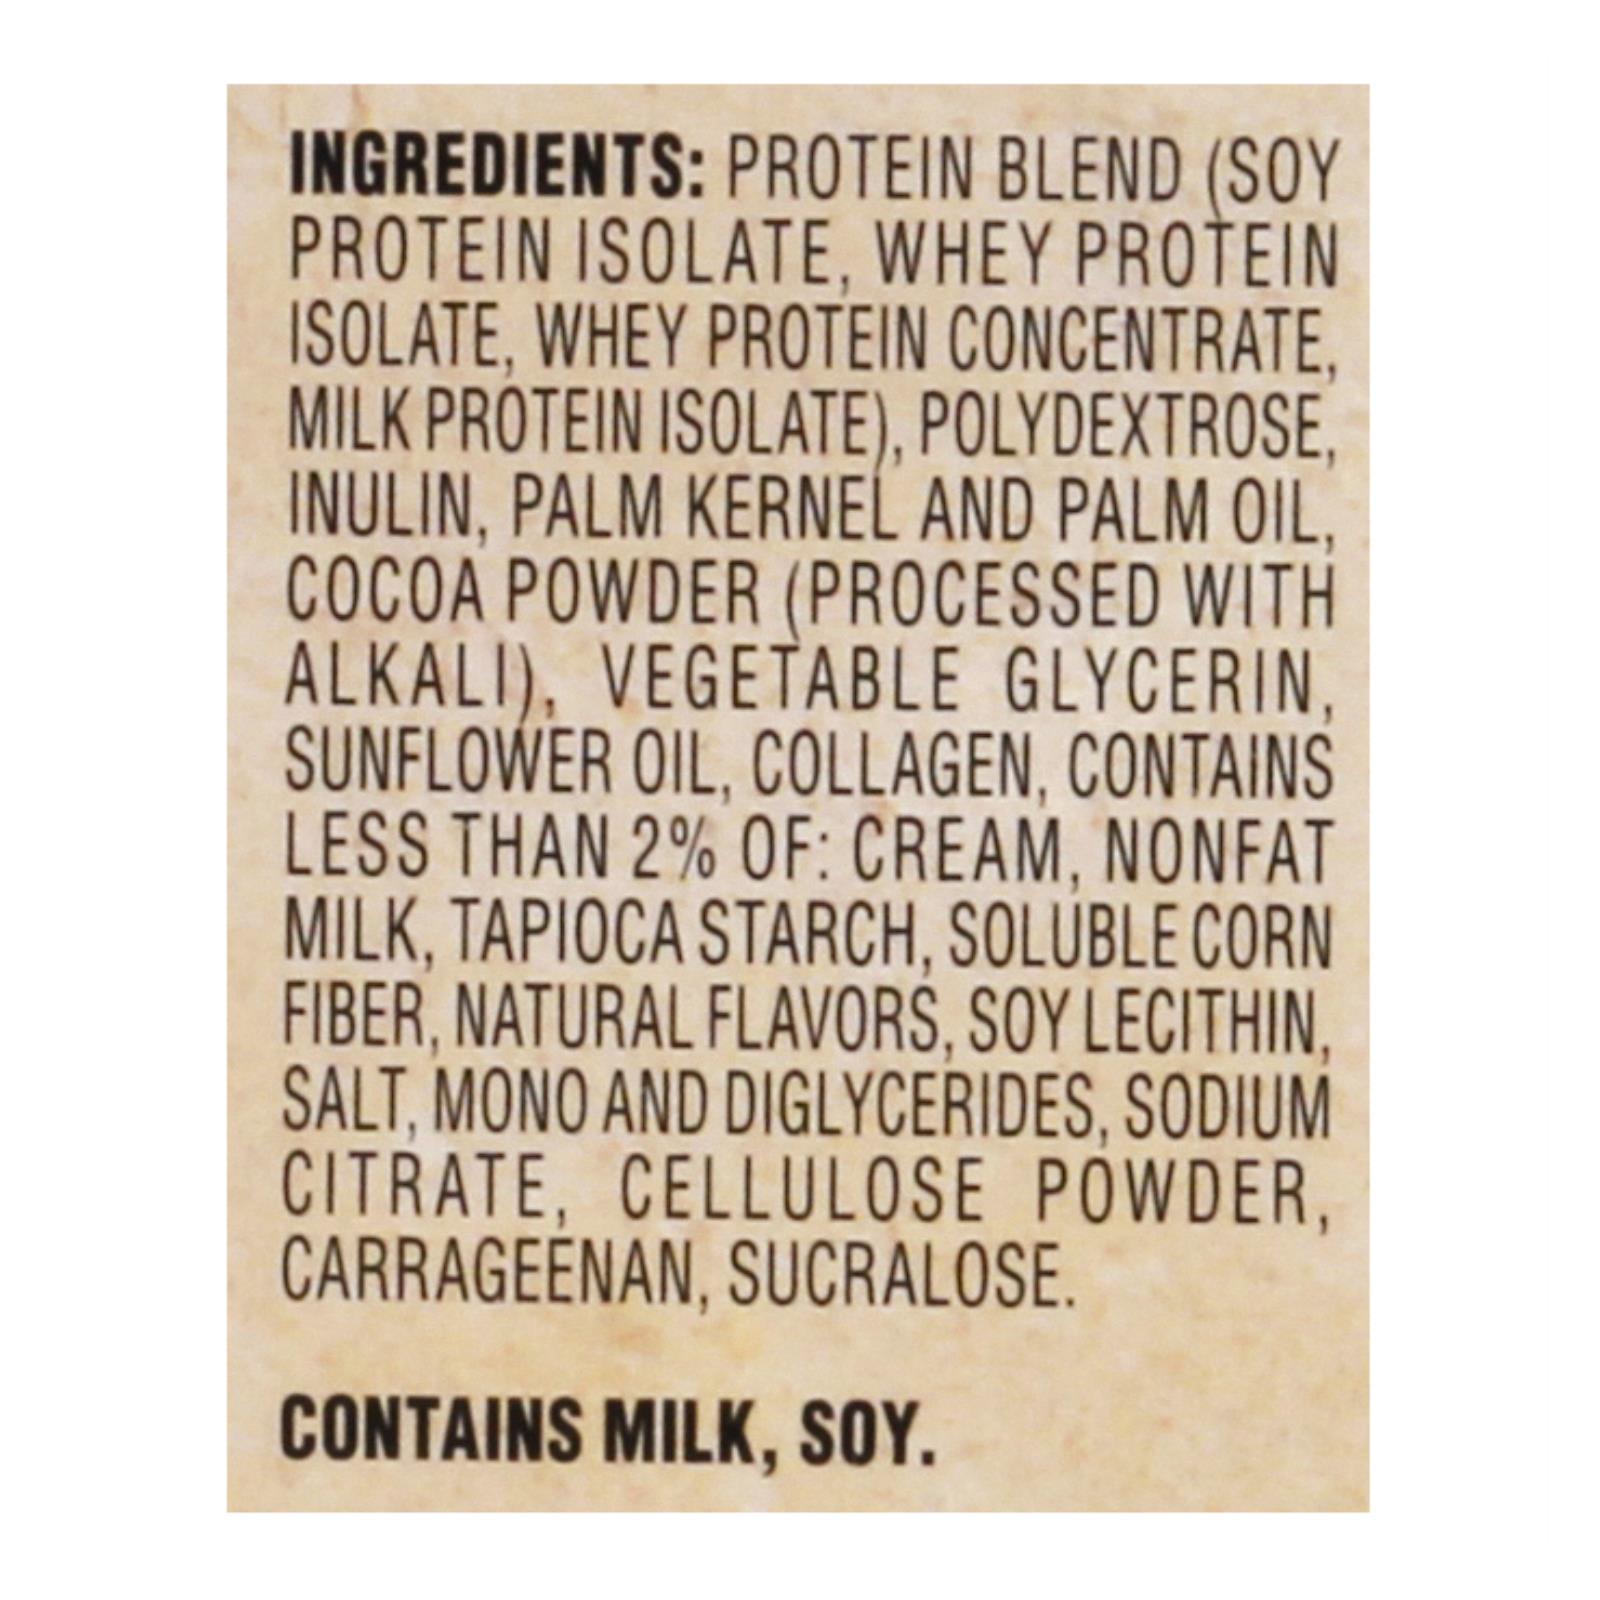 INGREDIENTS: PROTEIN BLEND (SOY
PROTEIN ISOLATE, WHEY PROTEIN
ISOLATE, WHEY PROTEIN CONCENTRATE,
MILK PROTEIN ISOLATE), POLYDEXTROSE,
INULIN, PALM KERNEL AND PALM OIL,
COCOA POWDER (PROCESSED WITH
ALKALI), VEGETABLE GLYCERIN,
SUNFLOWER OIL, COLLAGEN, CONTAINS
LESS THAN 2% OF: CREAM, NONFAT
MILK, TAPIOCA STARCH, SOLUBLE CORN
FIBER, NATURAL FLAVORS, SOY LECITHIN,
SALT, MONO AND DIGLYCERIDES, SODIUM
CITRATE, CELLULOSE POWDER,
CARRAGEENAN, SUCRALOSE.
CONTAINS MILK, SOY.